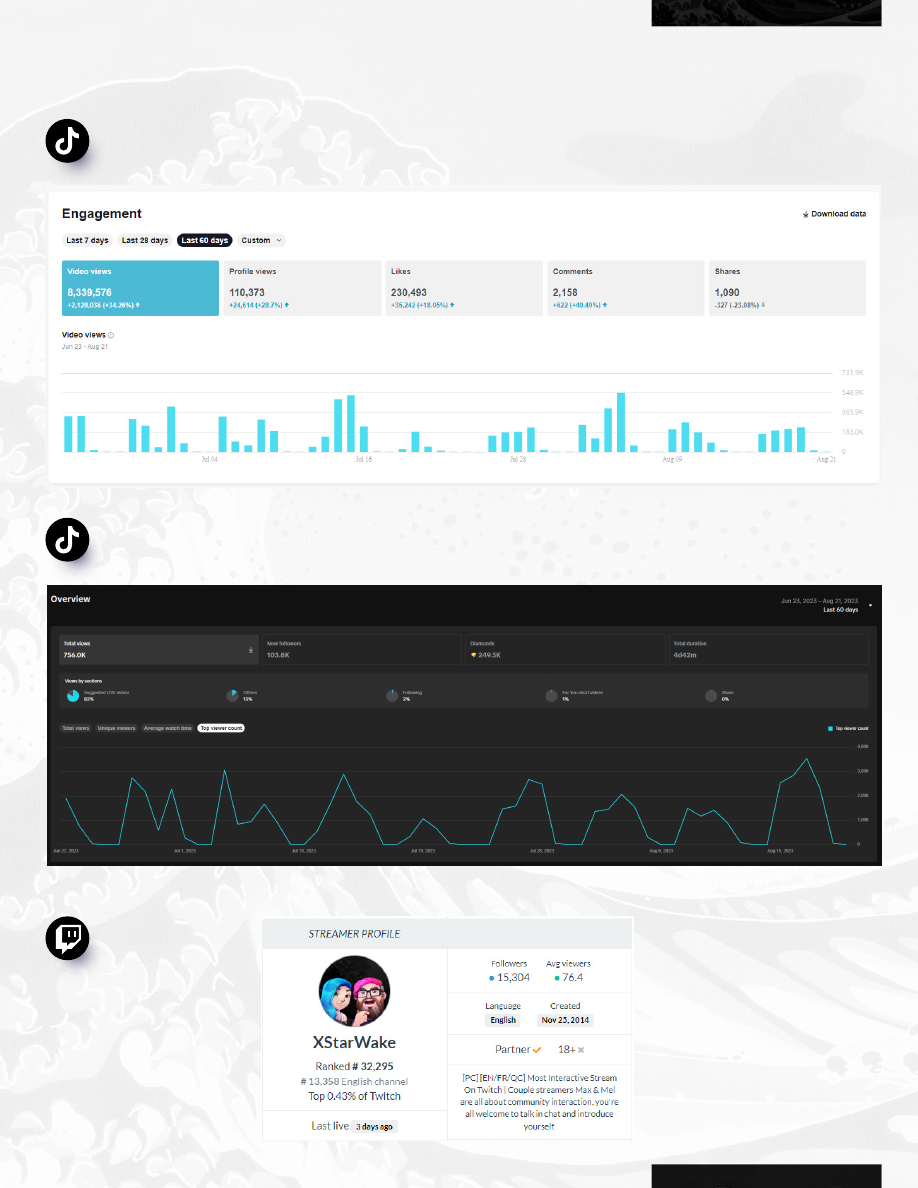 Engagement
Download data
Last 7 days Last 28 days Last 60 days Custom
Video views Profile views Likes Comments Shares
8,339,576 110,373 230,493 2,158 1,090
+2,128,036 (+34.26%) +24,614 (+28.7%) +35,242 (+18.05%) +622 (+40.49%) -327 (-23.08%)
Video views
Jun 23 - Aug 21
731.9K
548.9K
365.9K
183.0K
0
Jul 04 Jul 16 Jul 28 Aug 09 Aug 21
Overview
Jun 23, 2023 – Aug 21, 2023
Last 60 days
Total views New followers Diamonds Total duration
756.0K 103.8K 249.5K 4d42m
Views by sections
Suggested LIVE videos Others Following For You short videos Share
83% 13% 3% 1% 0%
Total views Unique viewers Average watch time Top viewer count
Top viewer count
4,000
3,000
2,000
1,000
0
Jun 22, 2023 Jul 1, 2023 Jul 10, 2023 Jul 19, 2023 Jul 28, 2023 Aug 6, 2023 Aug 15, 2023
STREAMER PROFILE
XStarWake
Ranked # 32,295
# 13,358 English channel
Top 0.43% of Twitch
Last live 3 days ago
Followers Avg viewers
15,304 76.4
Language Created
English Nov 25, 2014
Partner 18+
[PC] [EN/FR/QC] Most Interactive Stream
On Twitch | Couple streamers Max & Mel
are all about community interaction, you're
all welcome to talk in chat and introduce
yourself.